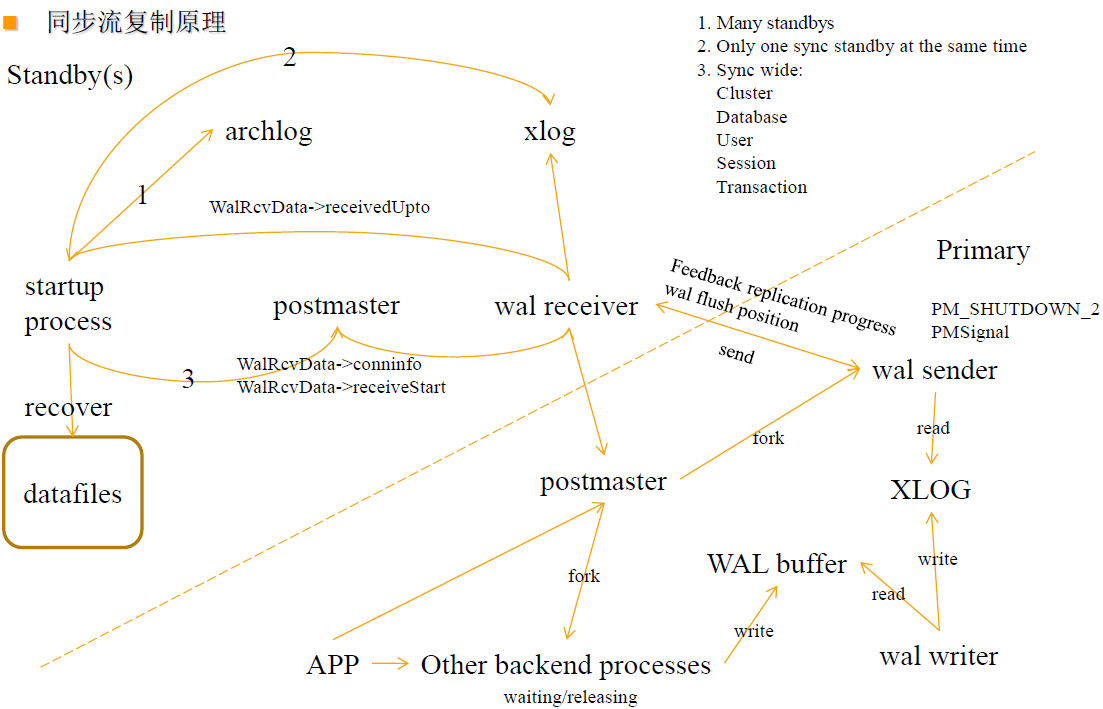 同步流复制原理
Standby(s)
1. Many standbys
2. Only one sync standby at the same time
3. Sync wide:
Cluster
Database
User
Session
Transaction
2
archlog
xlog
1
WalRcvData->receivedUpto
Primary
startup
process
postmaster
wal receiver
Feedback replication progress
wal flush position
send
PM_SHUTDOWN_2
PMSignal
WalRcvData->conninfo
WalRcvData->receiveStart
3
wal sender
recover
read
fork
datafiles
postmaster
XLOG
WAL buffer
write
fork
read
write
APP
Other backend processes
waiting/releasing
wal writer